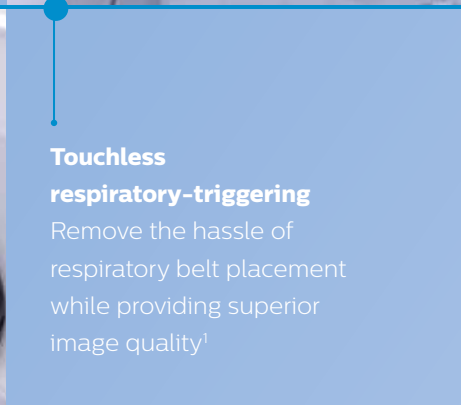 Touchless
respiratory-triggering
Remove the hassle of
respiratory belt placement
while providing superior
image quality¹